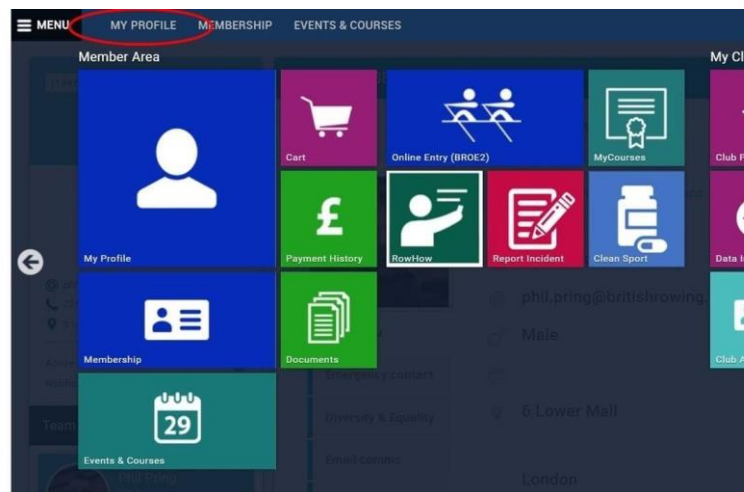 MENU MY PROFILE MEMBERSHIP EVENTS & COURSES
Member Area
My Cl
My Profile
Cart
Online Entry (BROE2)
MyCourses
Club P
£
Payment History
RowHow
Report Incident
Clean Sport
Data I
Membership
Documents
Club A
29
Events & Courses
phil.pring@britishrowing.
Male
Emergency contact
Diversity & Equality
6 Lower Mall
Email comms
London
Team
Phil Pring